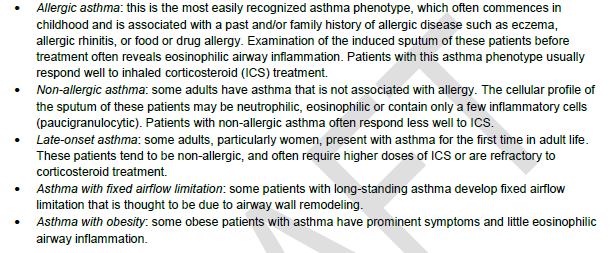 • Allergic asthma: this is the most easily recognized asthma phenotype, which often commences in
childhood and is associated with a past and/or family history of allergic disease such as eczema,
allergic rhinitis, or food or drug allergy. Examination of the induced sputum of these patients before
treatment often reveals eosinophilic airway inflammation. Patients with this asthma phenotype usually
respond well to inhaled corticosteroid (ICS) treatment.
• Non-allergic asthma: some adults have asthma that is not associated with allergy. The cellular profile of
the sputum of these patients may be neutrophilic, eosinophilic or contain only a few inflammatory cells
(paucigranulocytic). Patients with non-allergic asthma often respond less well to ICS.
• Late-onset asthma: some adults, particularly women, present with asthma for the first time in adult life.
These patients tend to be non-allergic, and often require higher doses of ICS or are refractory to
corticosteroid treatment.
• Asthma with fixed airflow limitation: some patients with long-standing asthma develop fixed airflow
limitation that is thought to be due to airway wall remodeling.
• Asthma with obesity: some obese patients with asthma have prominent symptoms and little eosinophilic
airway inflammation.
AFT